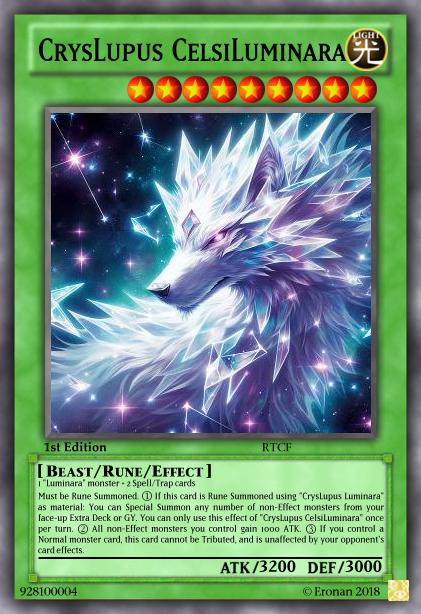 CrysLupus CelsiLuminara
LIGHT
光
1st Edition
RTCF
[ Beast/Rune/Effect ]
1 "Luminara" monster + 2 Spell/Trap cards
Must be Rune Summoned. ① If this card is Rune Summoned using "CrysLupus Luminara"
as material: You can Special Summon any number of non-Effect monsters from your
face-up Extra Deck or GY. You can only use this effect of "CrysLupus CelsiLuminara" once
per turn. ② All non-Effect monsters you control gain 1000 ATK. ③ If you control a
Normal monster card, this card cannot be Tributed, and is unaffected by your opponent's
card effects.
ATK/3200 DEF/3000
928100004
© Eronan 2018